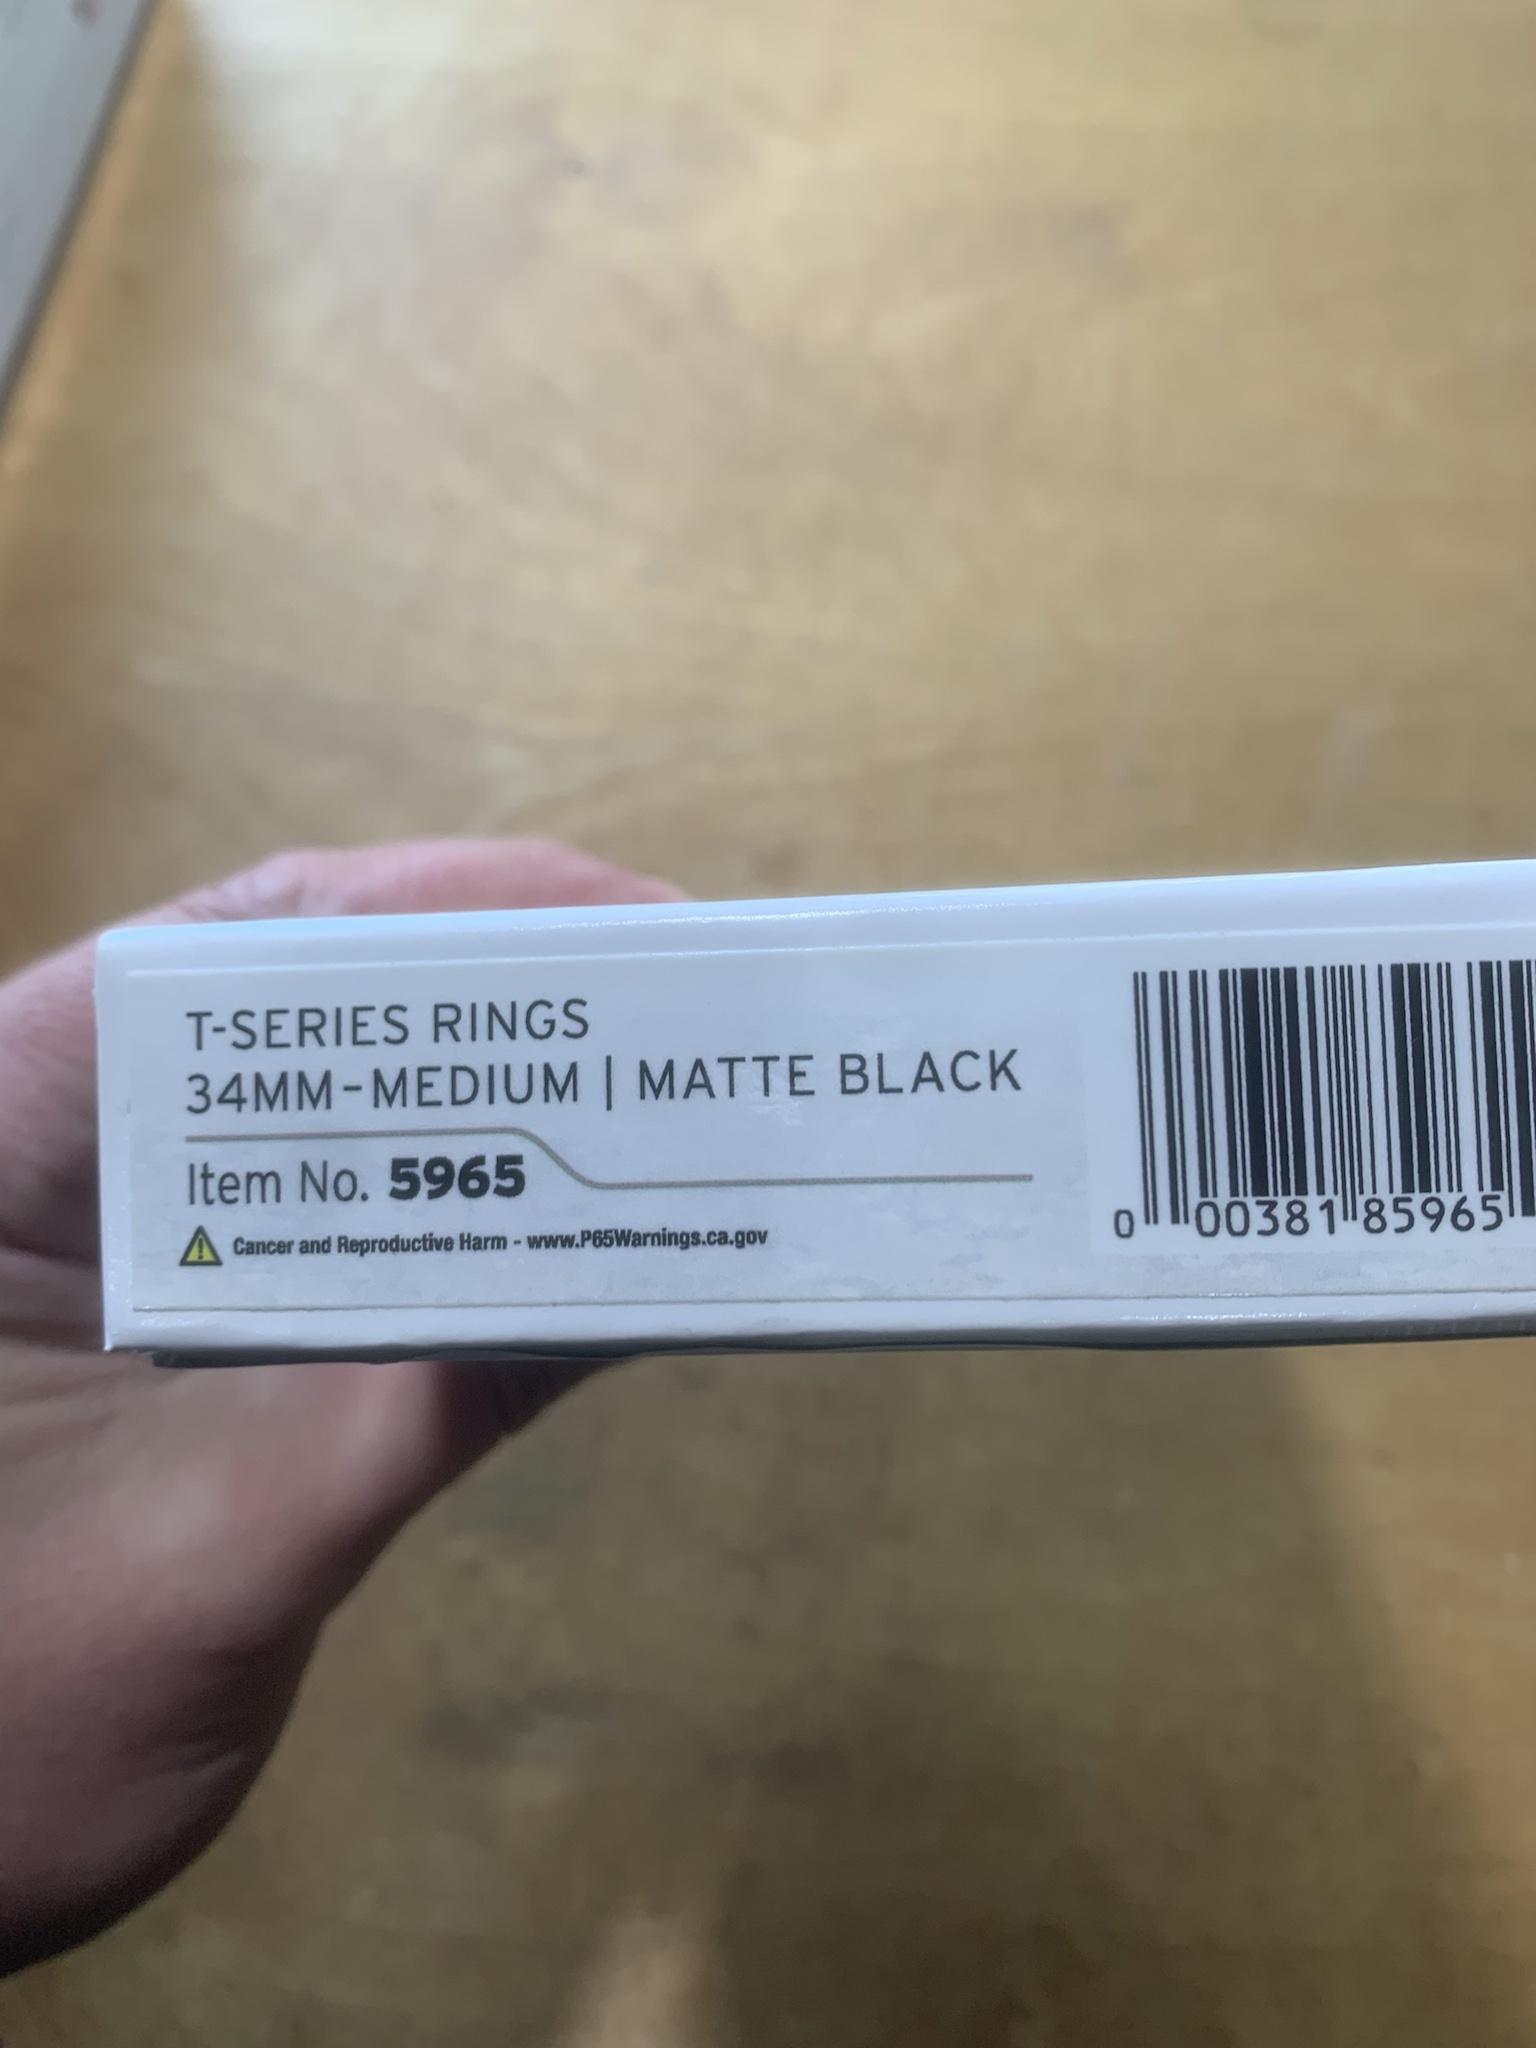 T-SERIES RINGS
34MM-MEDIUM | MATTE BLACK
Item No. 5965
Cancer and Reproductive Harm - www.P65Warnings.ca.gov
0 00381 85965